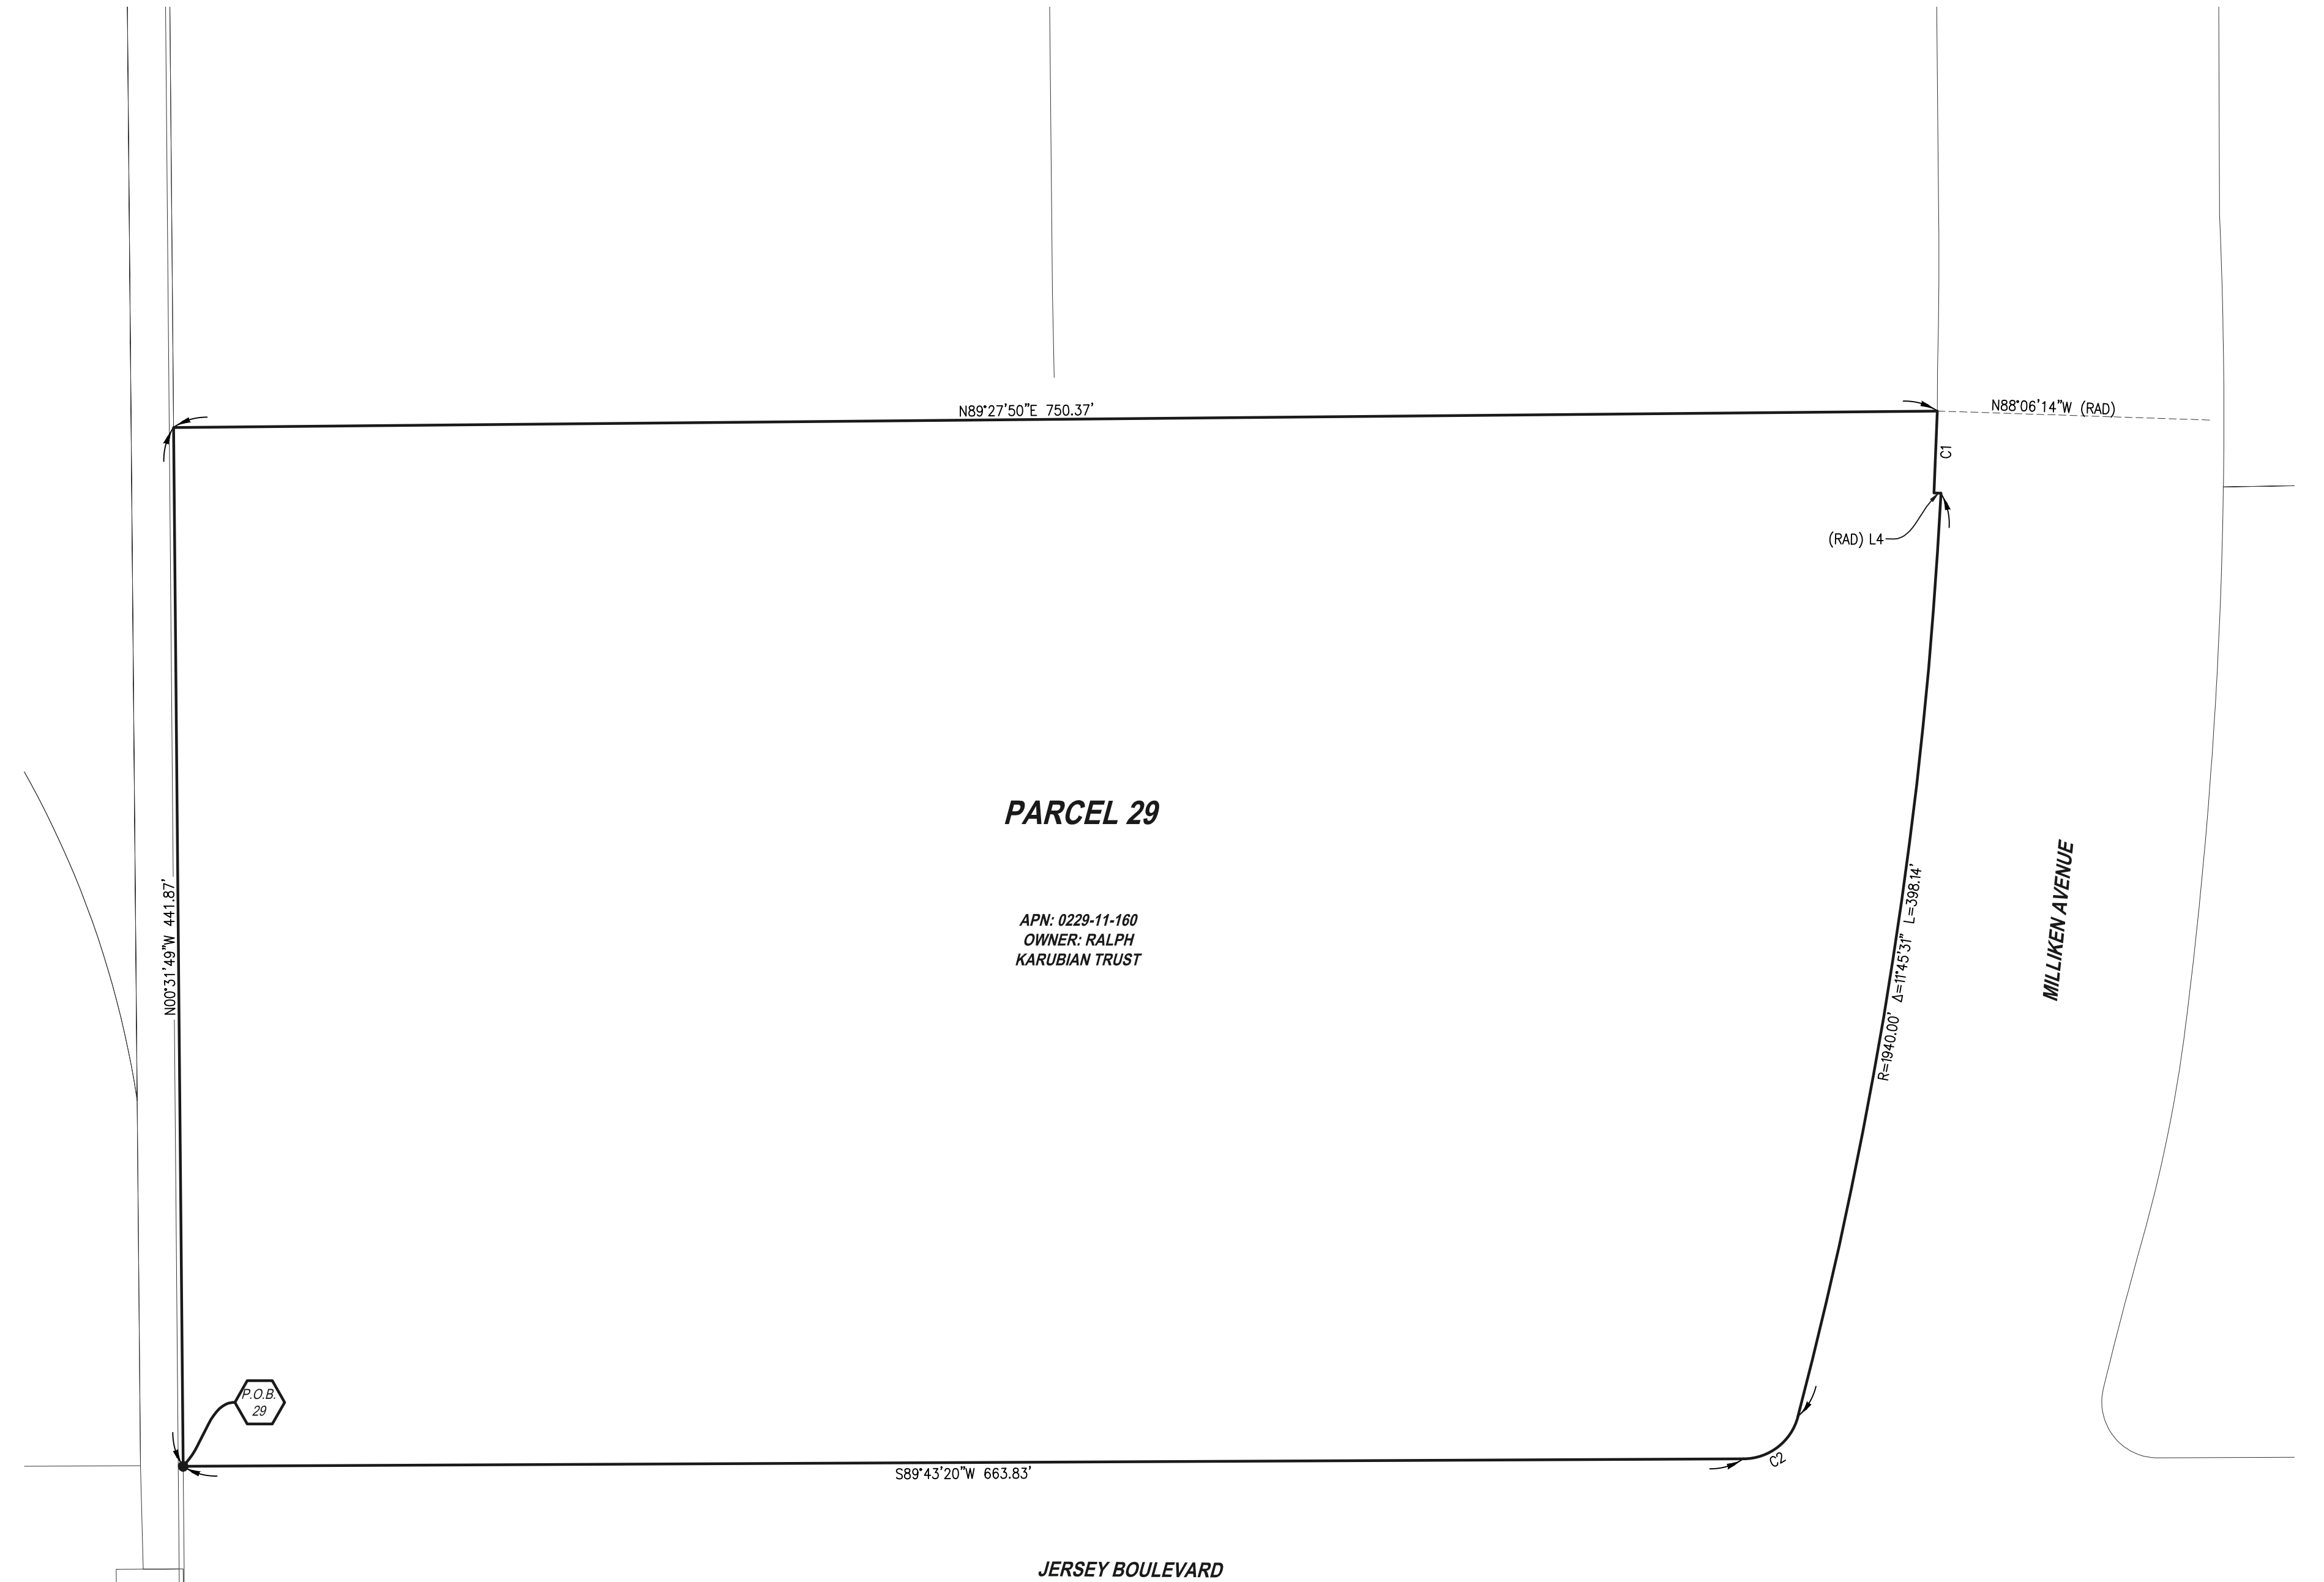 N89°27'50"E 750.37'
N88°06'14"W (RAD)
C1
(RAD) L4
PARCEL 29
APN: 0229-11-160
OWNER: RALPH
KARUBIAN TRUST
N00°31'49"W 441.87'
R=1940.00' Δ=11°45'31" L=398.14'
MILLIKEN AVENUE
P.O.B.
29
S89°43'20"W 663.83'
C2
JERSEY BOULEVARD